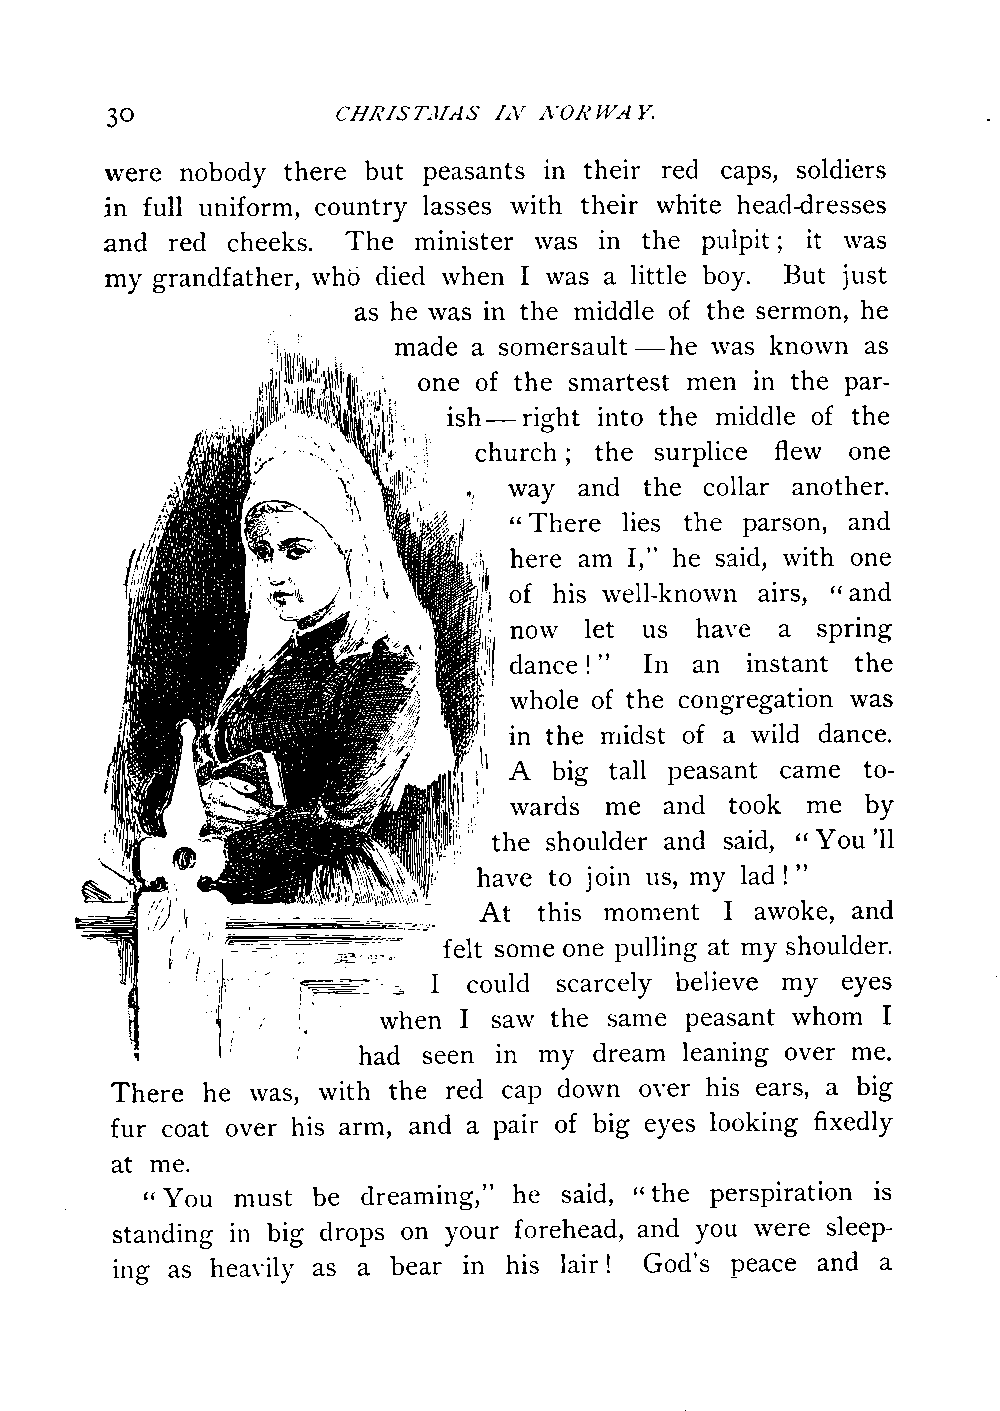 30 CHRISTMAS IN NORWAY.
were nobody there but peasants in their red caps, soldiers
in full uniform, country lasses with their white head-dresses
and red cheeks. The minister was in the pulpit; it was
my grandfather, who died when I was a little boy. But just
as he was in the middle of the sermon, he
made a somersault—he was known as
one of the smartest men in the par-
ish—right into the middle of the
church; the surplice flew one
way and the collar another.
"There lies the parson, and
here am I," he said, with one
of his well-known airs, "and
now let us have a spring
dance!" In an instant the
whole of the congregation was
in the midst of a wild dance.
A big tall peasant came to-
wards me and took me by
the shoulder and said, "You'll
have to join us, my lad!"
At this moment I awoke, and
felt some one pulling at my shoulder.
I could scarcely believe my eyes
when I saw the same peasant whom I
had seen in my dream leaning over me.
There he was, with the red cap down over his ears, a big
fur coat over his arm, and a pair of big eyes looking fixedly
at me.
"You must be dreaming," he said, "the perspiration is
standing in big drops on your forehead, and you were sleep-
ing as heavily as a bear in his lair! God's peace and a